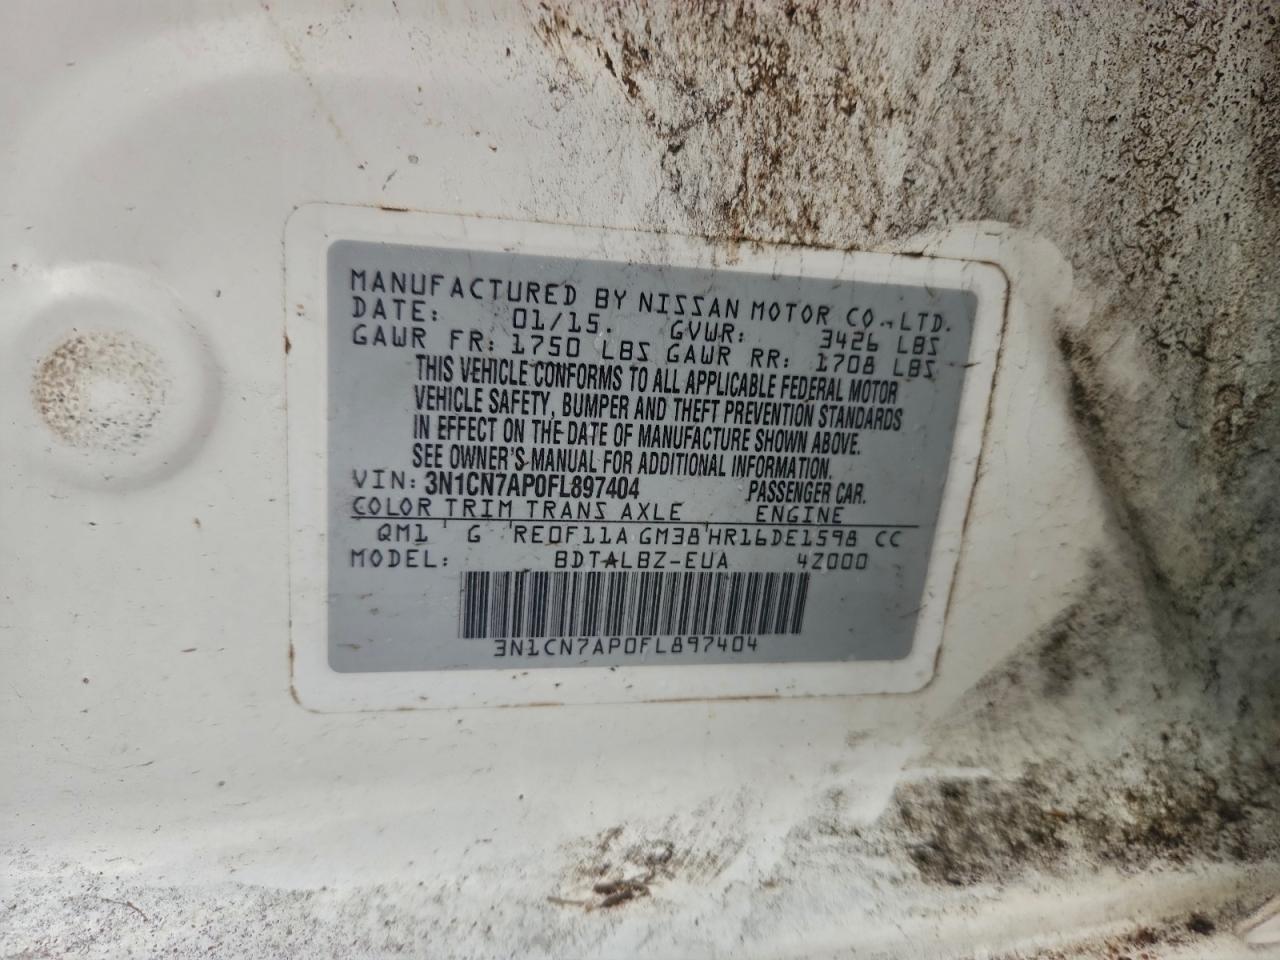 MANUFACTURED BY NISSAN MOTOR CO.,LTD.
DATE: 01/15. GVWR: 3426 LBS
GAWR FR: 1750 LBS GAWR RR: 1708 LBS
THIS VEHICLE CONFORMS TO ALL APPLICABLE FEDERAL MOTOR
VEHICLE SAFETY, BUMPER AND THEFT PREVENTION STANDARDS
IN EFFECT ON THE DATE OF MANUFACTURE SHOWN ABOVE.
SEE OWNER'S MANUAL FOR ADDITIONAL INFORMATION.
VIN: 3N1CN7AP0FL897404 PASSENGER CAR.
COLOR TRIM TRANS AXLE ENGINE
QM1 G RE0F11A GM38 HR16DE1598 CC
MODEL: BDTALBZ-EUA 4Z000
3N1CN7AP0FL897404